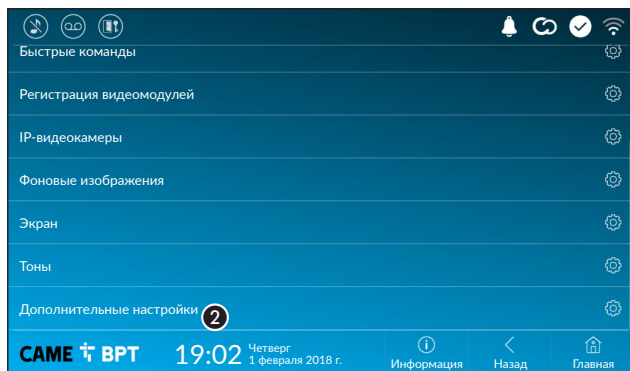 Быстрые команды
Регистрация видеомодулей
IP-видеокамеры
Фоновые изображения
Экран
Тоны
Дополнительные настройки 2
CAME BPT 19:02 Четверг
1 февраля 2018 г.
Информация Назад Главная